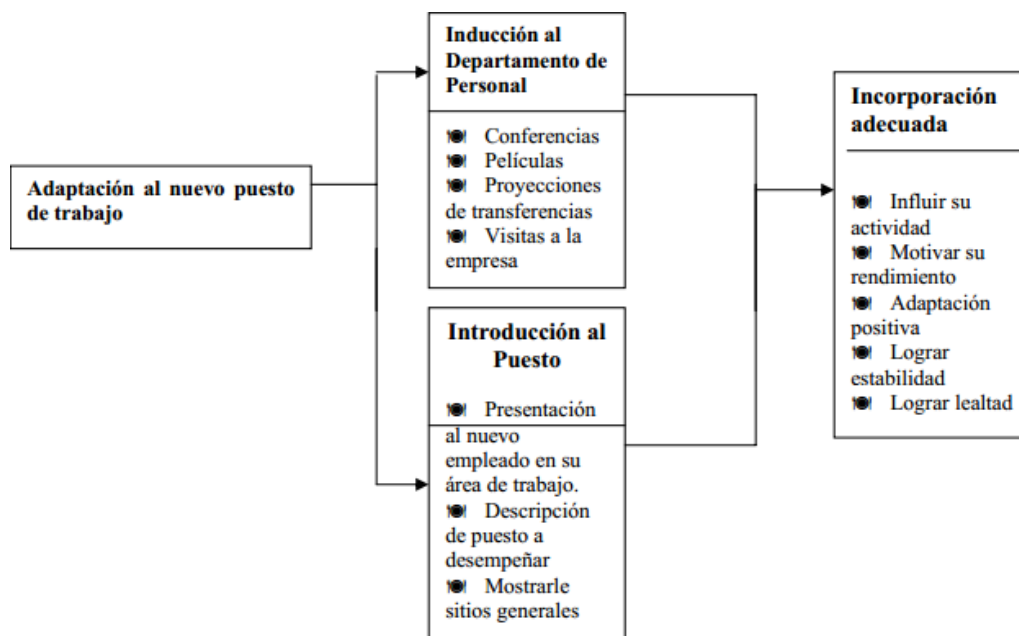 Adaptación al nuevo puesto
de trabajo
Inducción al
Departamento de
Personal
🍽 Conferencias
🍽 Películas
🍽 Proyecciones
de transferencias
🍽 Visitas a la
empresa
Introducción al
Puesto
🍽 Presentación
al nuevo
empleado en su
área de trabajo.
🍽 Descripción
de puesto a
desempeñar
🍽 Mostrarle
sitios generales
Incorporación
adecuada
🍽 Influir su
actividad
🍽 Motivar su
rendimiento
🍽 Adaptación
positiva
🍽 Lograr
estabilidad
🍽 Lograr lealtad